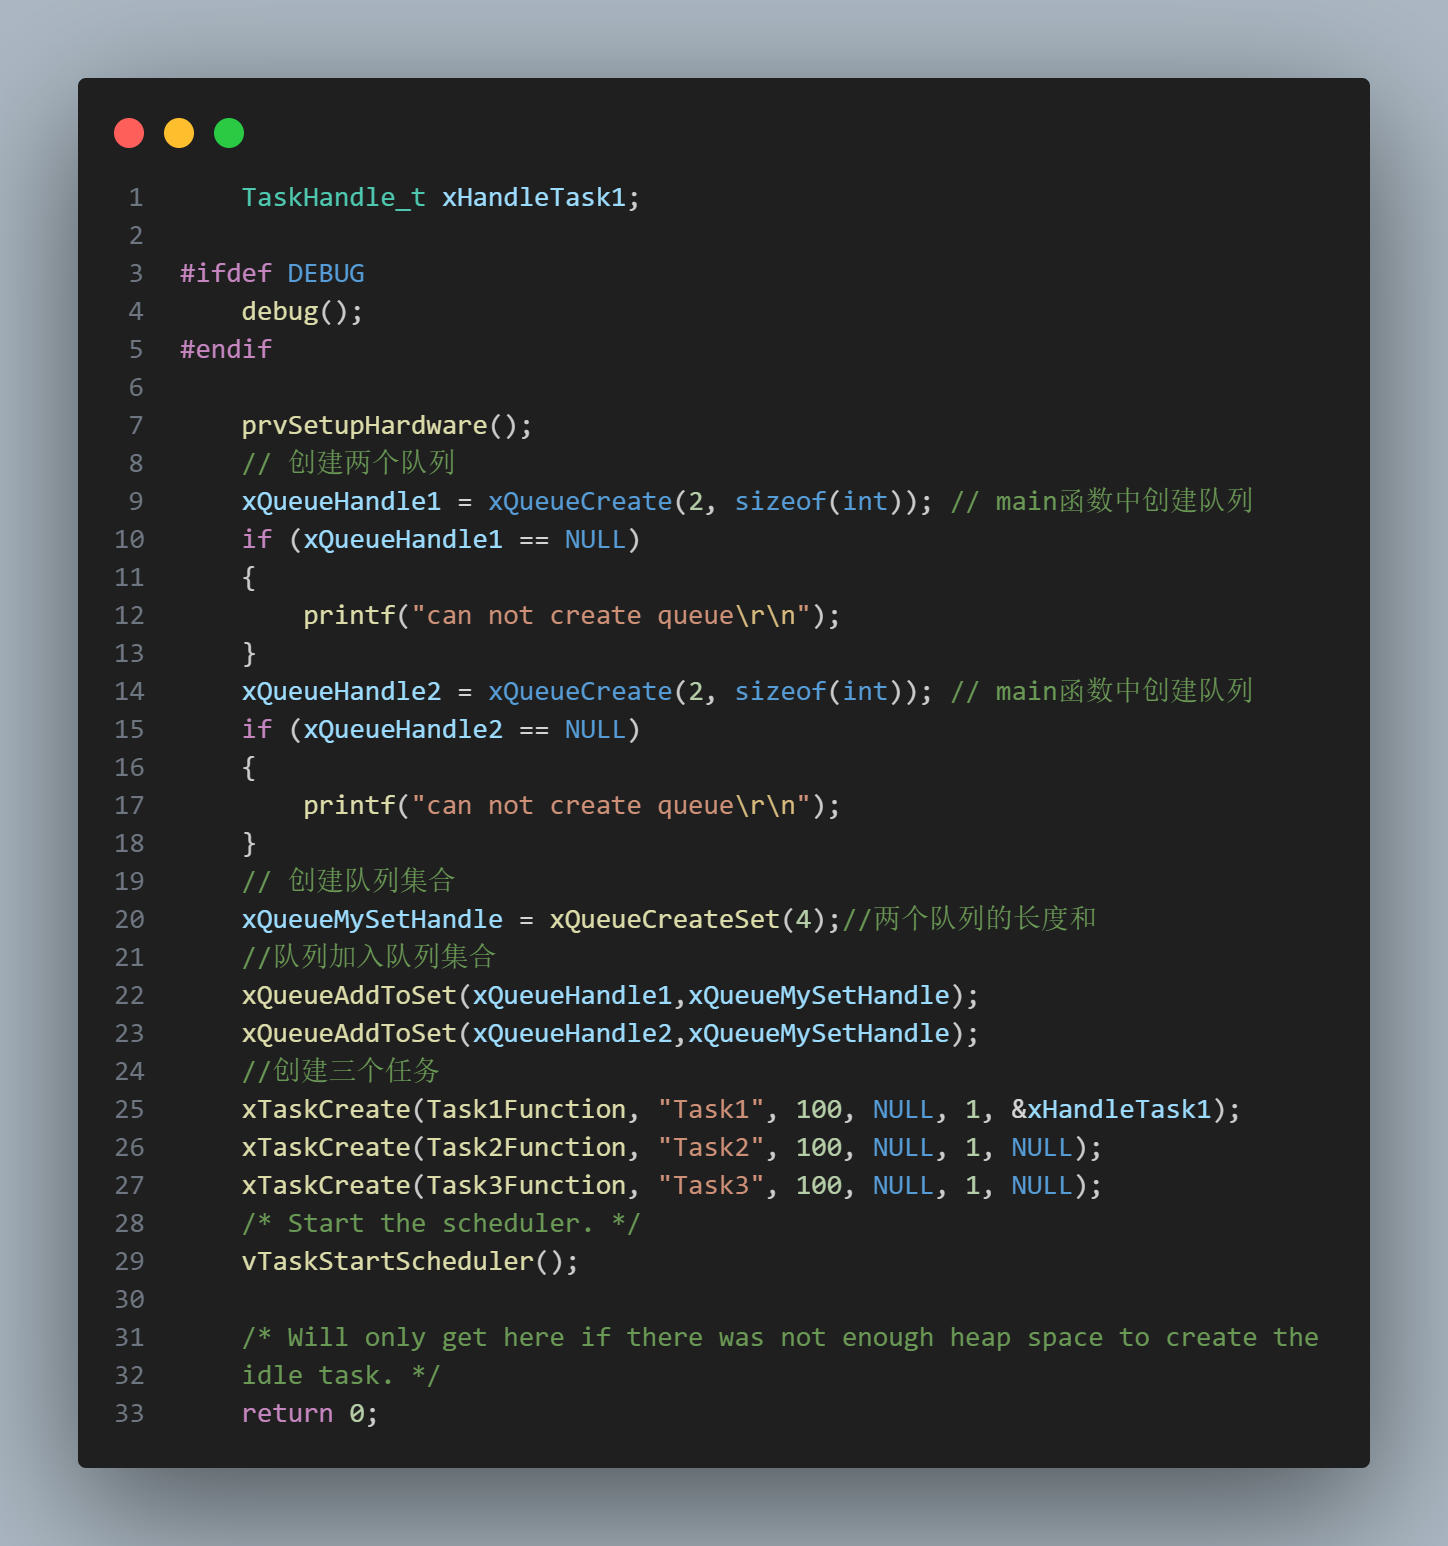 1 TaskHandle_t xHandleTask1;
2
3 #ifdef DEBUG
4 debug();
5 #endif
6
7 prvSetupHardware();
8 // 创建两个队列
9 xQueueHandle1 = xQueueCreate(2, sizeof(int)); // main函数中创建队列
10 if (xQueueHandle1 == NULL)
11 {
12 printf("can not create queue\r\n");
13 }
14 xQueueHandle2 = xQueueCreate(2, sizeof(int)); // main函数中创建队列
15 if (xQueueHandle2 == NULL)
16 {
17 printf("can not create queue\r\n");
18 }
19 // 创建队列集合
20 xQueueMySetHandle = xQueueCreateSet(4);//两个队列的长度和
21 //队列加入队列集合
22 xQueueAddToSet(xQueueHandle1,xQueueMySetHandle);
23 xQueueAddToSet(xQueueHandle2,xQueueMySetHandle);
24 //创建三个任务
25 xTaskCreate(Task1Function, "Task1", 100, NULL, 1, &xHandleTask1);
26 xTaskCreate(Task2Function, "Task2", 100, NULL, 1, NULL);
27 xTaskCreate(Task3Function, "Task3", 100, NULL, 1, NULL);
28 /* Start the scheduler. */
29 vTaskStartScheduler();
30
31 /* Will only get here if there was not enough heap space to create the
32 idle task. */
33 return 0;